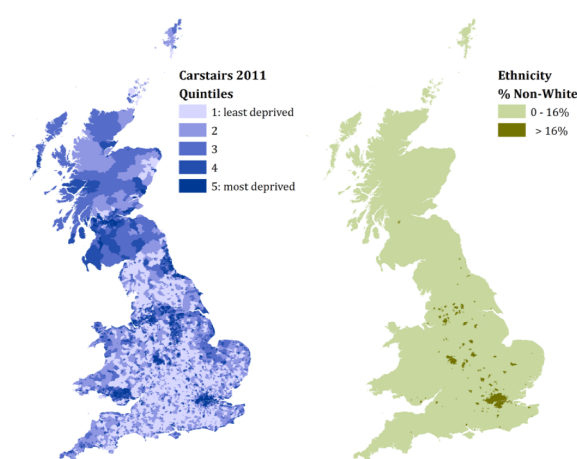 Carstairs 2011
Quintiles
1: least deprived
2
3
4
5: most deprived
Ethnicity
% Non-White
0 - 16%
> 16%